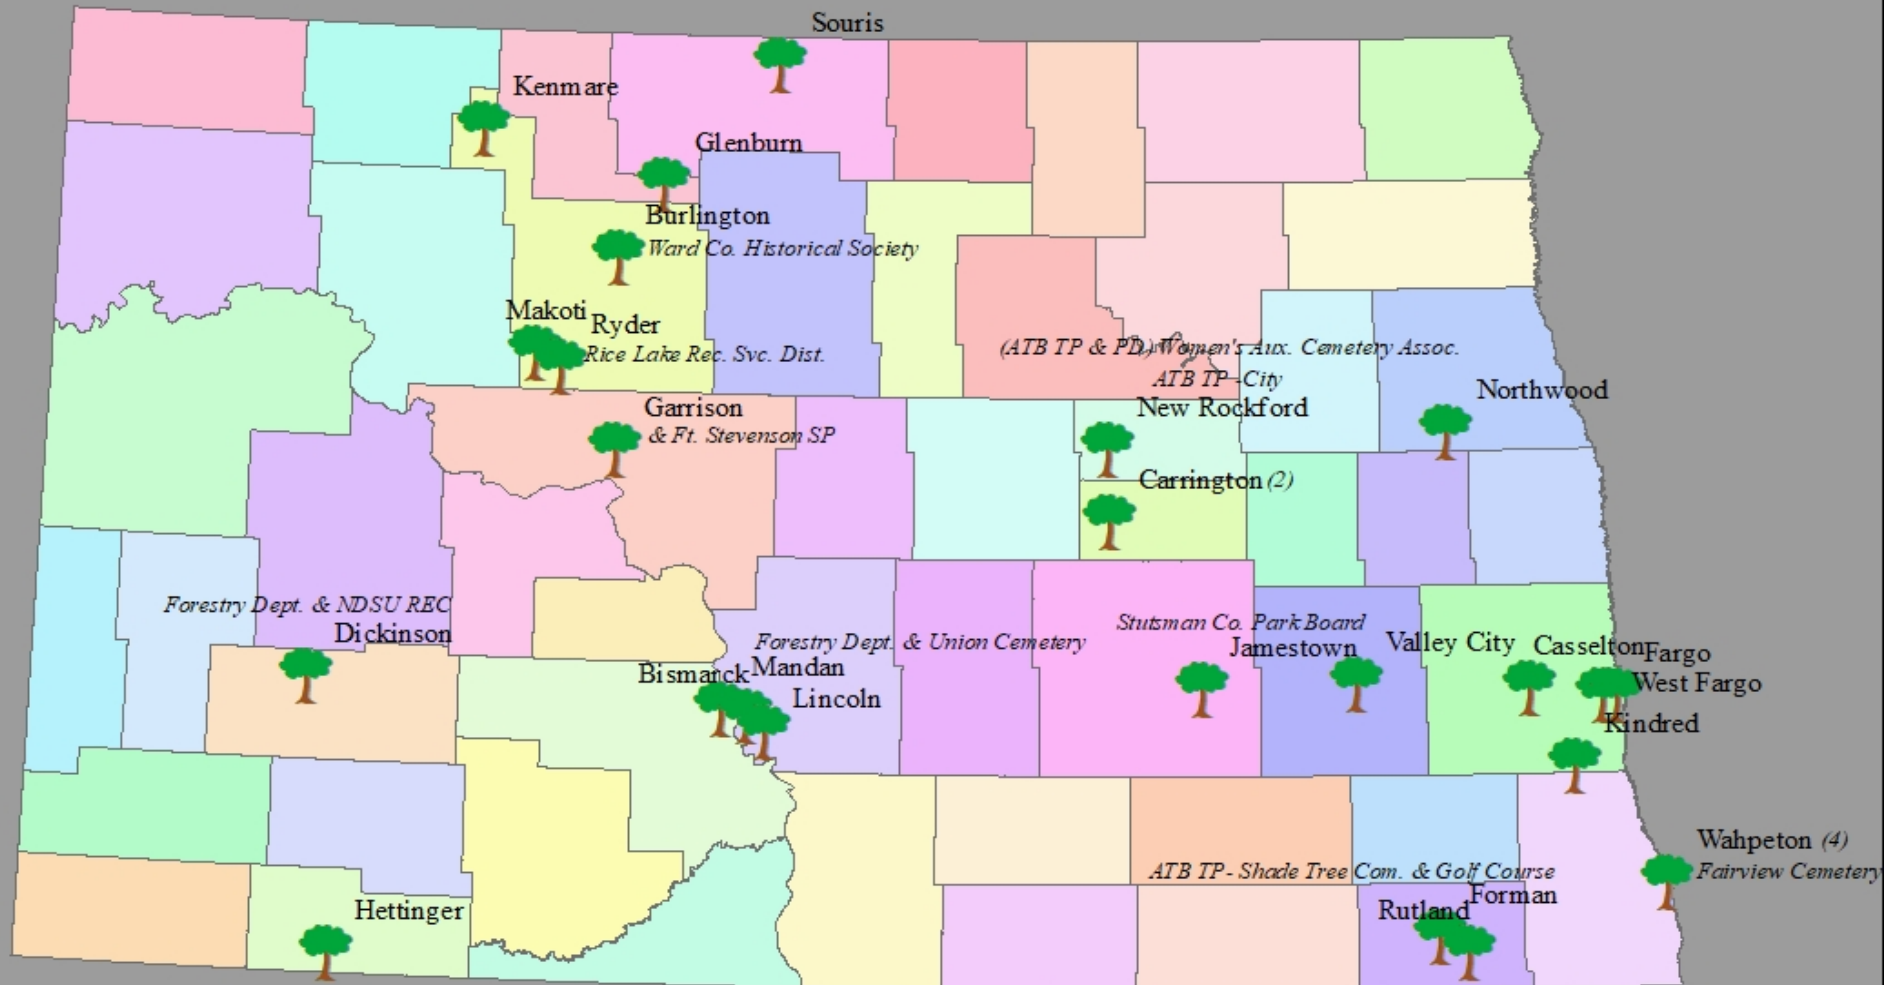 Souris
Kenmare
Glenburn
Burlington
Ward Co. Historical Society
Makoti
Ryder
Rice Lake Rec. Svc. Dist.
(ATB TP & PD) Women's Aux. Cemetery Assoc.
ATB TP -City
New Rockford
Northwood
Garrison
& Ft. Stevenson SP
Carrington (2)
Forestry Dept. & NDSU REC
Dickinson
Forestry Dept. & Union Cemetery
Bismarck
Mandan
Lincoln
Stutsman Co. Park Board
Jamestown
Valley City
Casselton
Fargo
West Fargo
Kindred
Wahpeton (4)
Fairview Cemetery
ATB TP- Shade Tree Com. & Golf Course
Forman
Rutland
Hettinger